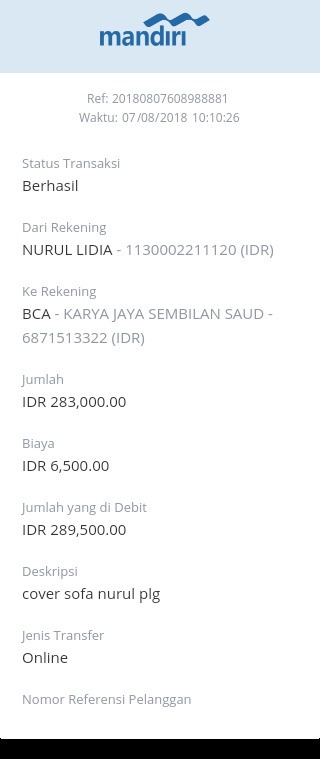 mandiri
Ref: 20180807608988881
Waktu: 07/08/2018 10:10:26
Status Transaksi
Berhasil
Dari Rekening
NURUL LIDIA - 1130002211120 (IDR)
Ke Rekening
BCA - KARYA JAYA SEMBILAN SAUD -
6871513322 (IDR)
Jumlah
IDR 283,000.00
Biaya
IDR 6,500.00
Jumlah yang di Debit
IDR 289,500.00
Deskripsi
cover sofa nurul plg
Jenis Transfer
Online
Nomor Referensi Pelanggan